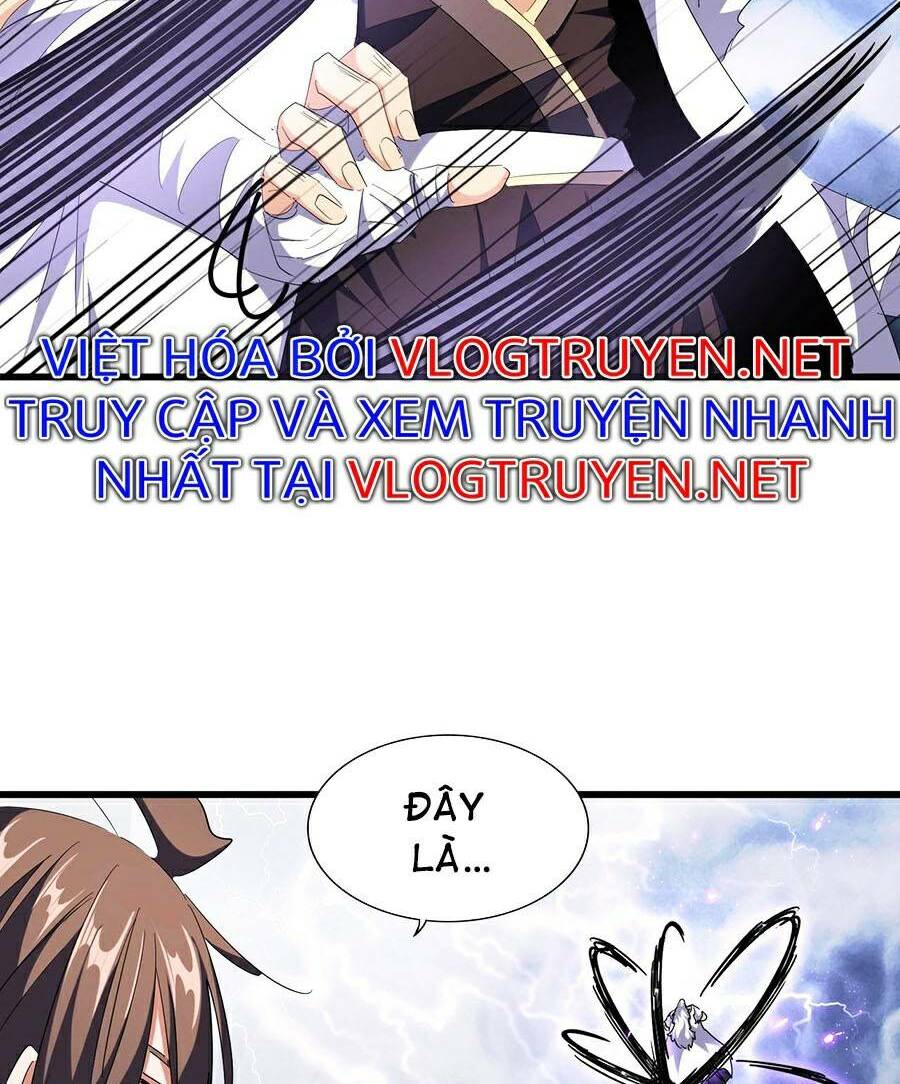 VIỆT HÓA BỞI VLOGTRUYEN.NET
TRUY CẬP VÀ XEM TRUYỆN NHANH
NHẤT TẠI VLOGTRUYEN.NET
ĐÂY
LÀ...